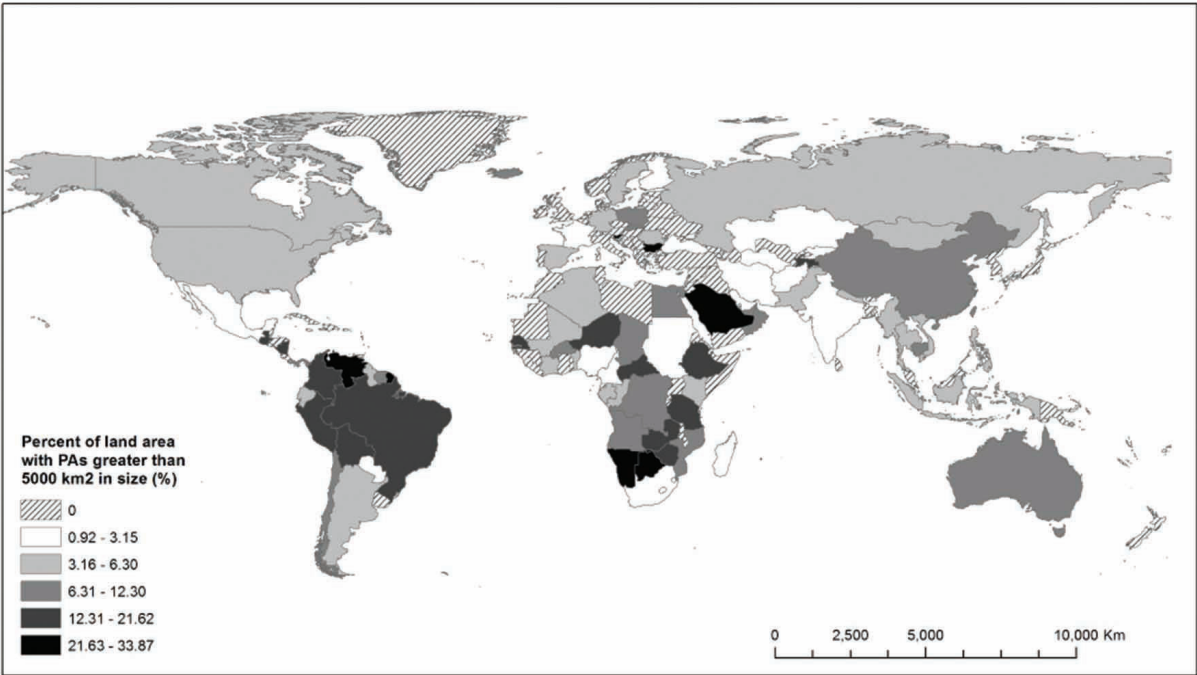 Percent of land area
with PAs greater than
5000 km2 in size (%)
0
0.92 - 3.15
3.16 - 6.30
6.31 - 12.30
12.31 - 21.62
21.63 - 33.87
0 2,500 5,000 10,000 Km